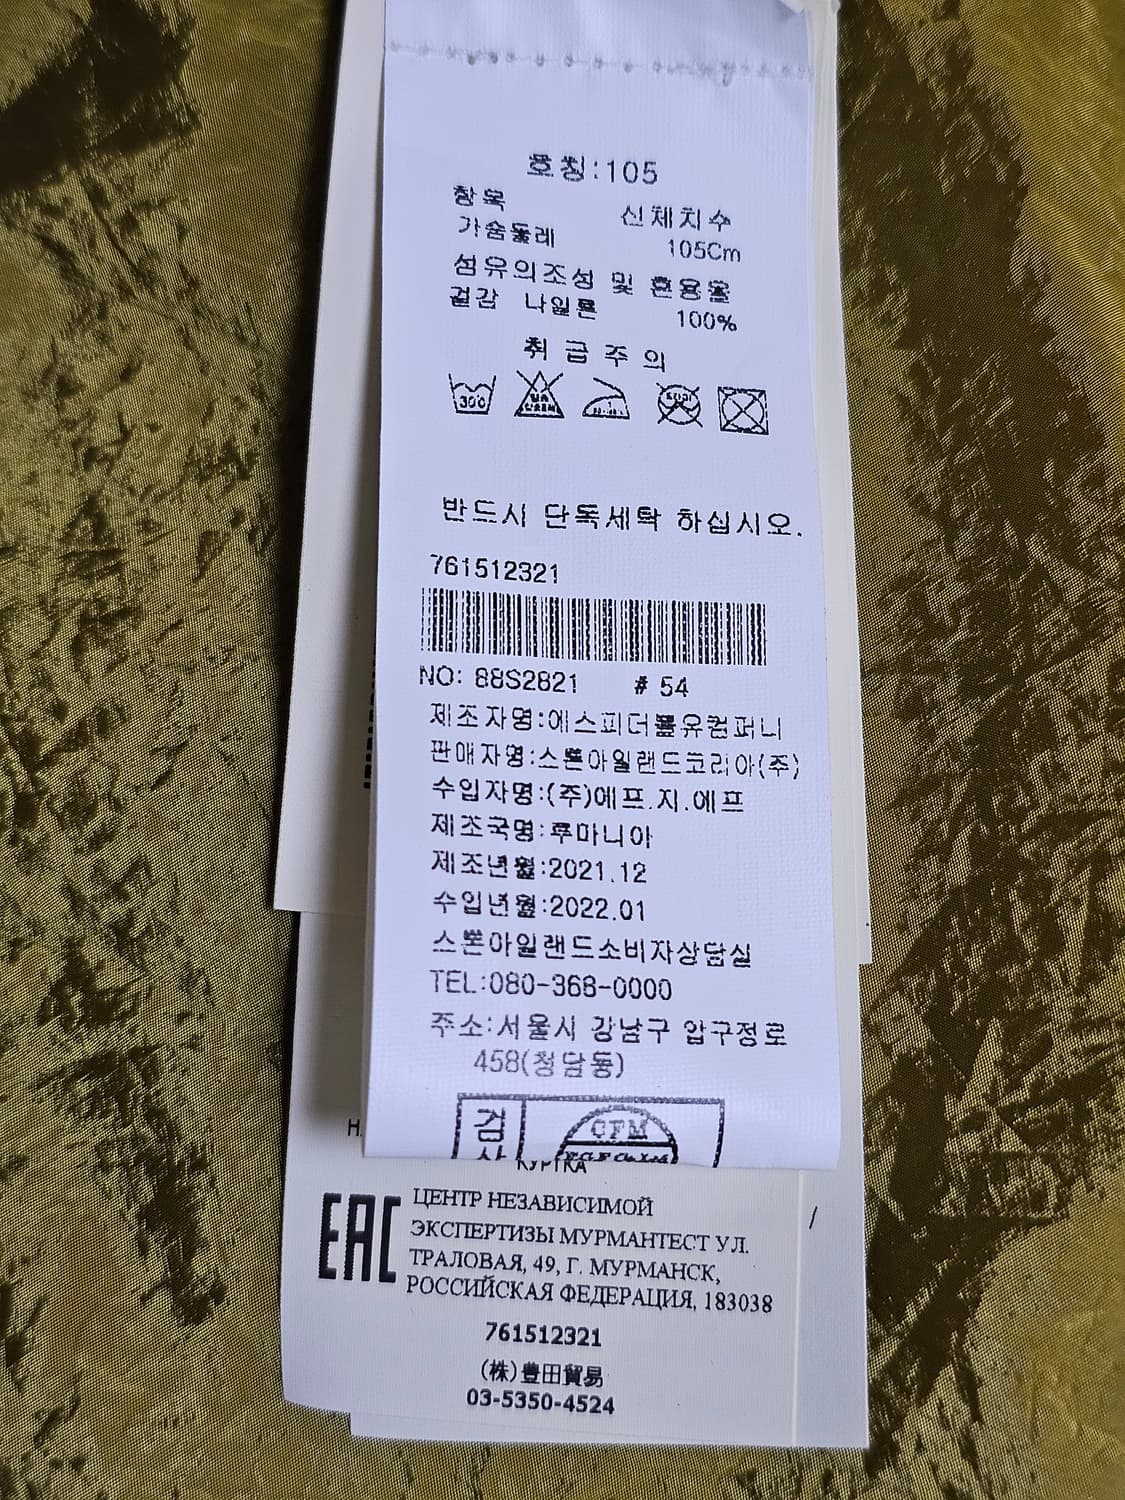 호칭:105
항목 신체치수
가슴둘레 105Cm
섬유의조성 및 혼용율
겉감 나일론 100%
취 급 주 의
반드시 단독세탁 하십시오.
761512321
NO: 88S2821 # 54
제조자명:에스피더블유컴퍼니
판매자명:스톤아일랜드코리아(주)
수입자명:(주)에프.지.에프
제조국명:루마니아
제조년월:2021.12
수입년월:2022.01
스톤아일랜드소비자상담실
TEL:080-368-0000
주소:서울시 강남구 압구정로
458(청담동)
검사
КУРТКА
EAC
ЦЕНТР НЕЗАВИСИМОЙ
ЭКСПЕРТИЗЫ МУРМАНТЕСТ УЛ.
ТРАЛОВАЯ, 49, Г. МУРМАНСК,
РОССИЙСКАЯ ФЕДЕРАЦИЯ, 183038
761512321
(株)豊田貿易
03-5350-4524